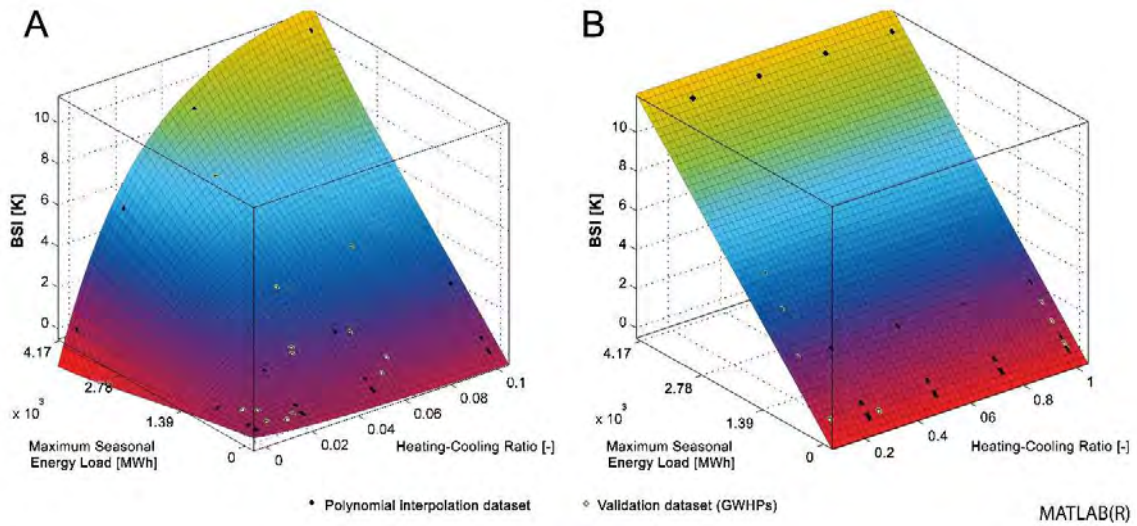 A
B
10
8
6
4
2
0
BSI [K]
4.17
2.78
1.39
0
x 10³
Maximum Seasonal
Energy Load [MWh]
0
0.02
0.04
0.06
0.08
0.1
Heating-Cooling Ratio [-]
10
8
6
4
2
0
BSI [K]
4.17
2.78
1.39
0
x 10³
Maximum Seasonal
Energy Load [MWh]
0.2
0.4
06
0.8
1
Heating-Cooling Ratio [-]
Polynomial interpolation dataset
Validation dataset (GWHPs)
MATLAB(R)